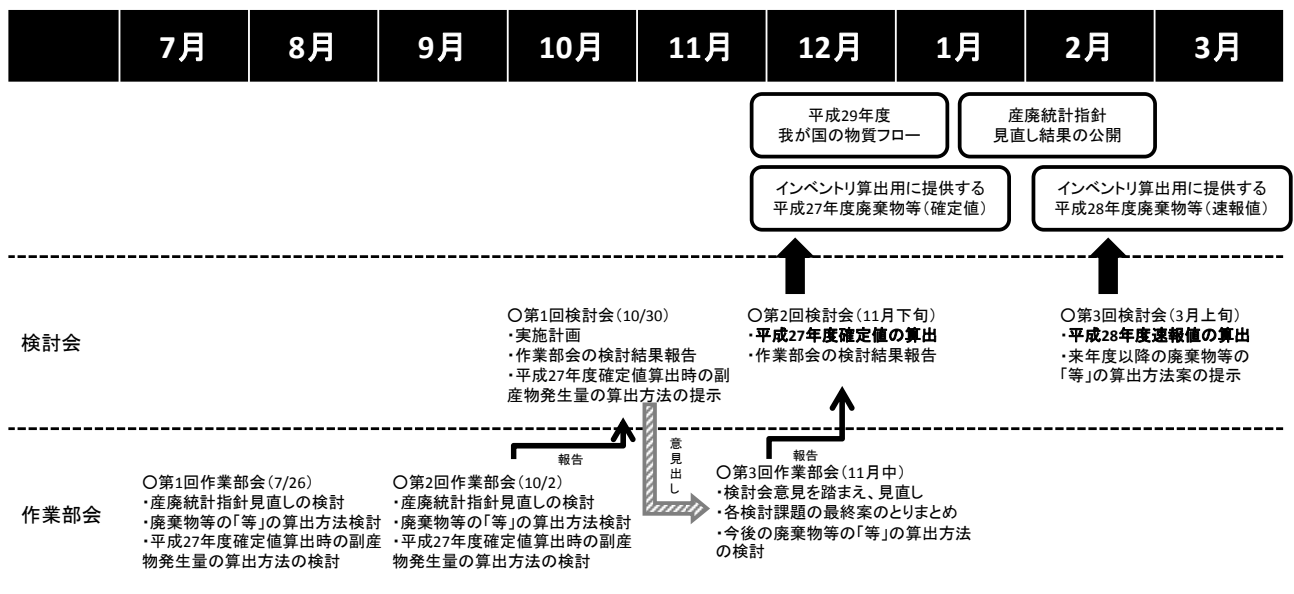 7月 8月 9月 10月 11月 12月 1月 2月 3月
平成29年度
我が国の物質フロー
産廃統計指針
見直し結果の公開
インベントリ算出用に提供する
平成27年度廃棄物等（確定値）
インベントリ算出用に提供する
平成28年度廃棄物等（速報値）
検討会
○第1回検討会（10/30）
・実施計画
・作業部会の検討結果報告
・平成27年度確定値算出時の副
産物発生量の算出方法の提示
○第2回検討会（11月下旬）
・平成27年度確定値の算出
・作業部会の検討結果報告
○第3回検討会（3月上旬）
・平成28年度速報値の算出
・来年度以降の廃棄物等の
「等」の算出方法案の提示
報告
意見出し
報告
作業部会
○第1回作業部会（7/26）
・産廃統計指針見直しの検討
・廃棄物等の「等」の算出方法検討
・平成27年度確定値算出時の副産
物発生量の算出方法の検討
○第2回作業部会（10/2）
・産廃統計指針見直しの検討
・廃棄物等の「等」の算出方法検討
・平成27年度確定値算出時の副産
物発生量の算出方法の検討
○第3回作業部会（11月中）
・検討会意見を踏まえ、見直し
・各検討課題の最終案のとりまとめ
・今後の廃棄物等の「等」の算出方法
の検討